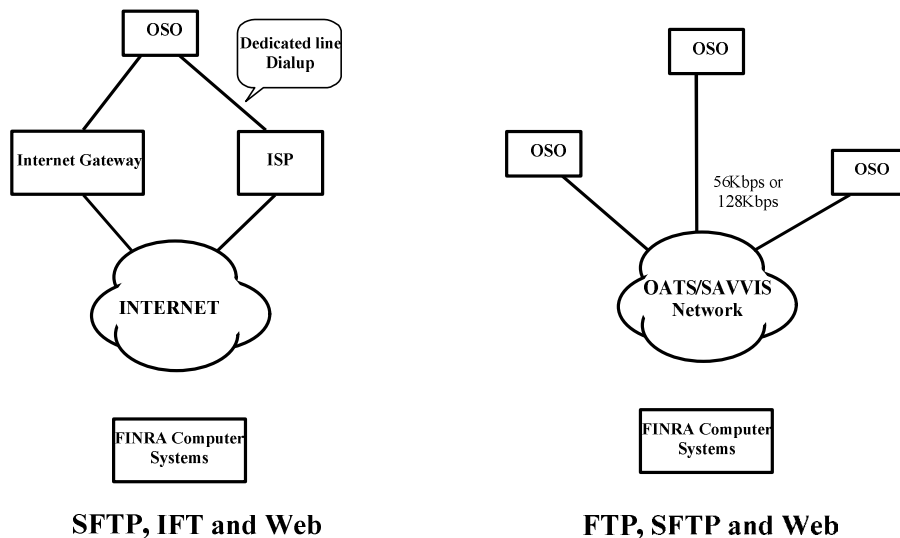 OSO
Dedicated line
Dialup
Internet Gateway
ISP
INTERNET
FINRA Computer
Systems
SFTP, IFT and Web
OSO
OSO
OSO
56Kbps or
128Kbps
OATS/SAVVIS
Network
FINRA Computer
Systems
FTP, SFTP and Web